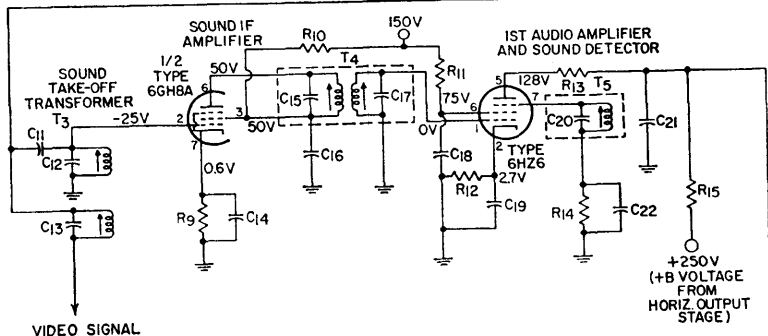 SOUND IF
AMPLIFIER
1/2
TYPE
6GH8A
SOUND
TAKE-OFF
TRANSFORMER
T3
-25V
C11
C12
C13
VIDEO SIGNAL
6
50V
2
3
7
50V
0.6V
R9
C14
R10
150V
T4
C15
C17
C16
R11
75V
0V
C18
R12
1ST AUDIO AMPLIFIER
AND SOUND DETECTOR
5
128V
6
7
1
2
TYPE
6HZ6
2.7V
C19
R13
T5
C20
C21
R14
C22
R15
+250V
(+B VOLTAGE
FROM
HORIZ. OUTPUT
STAGE)